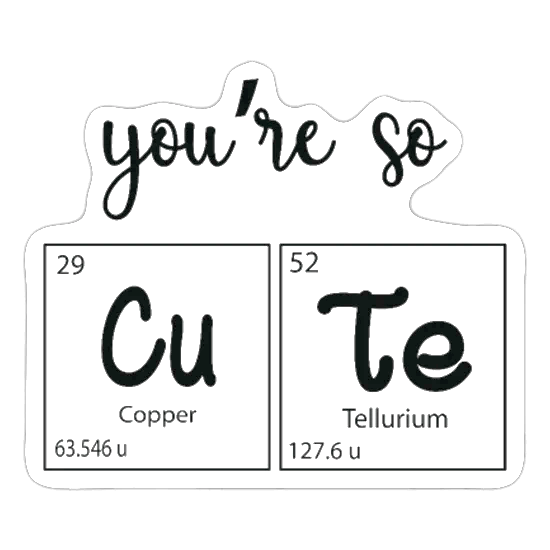 you're so
29 52
Cu Te
Copper Tellurium
63.546 u 127.6 u